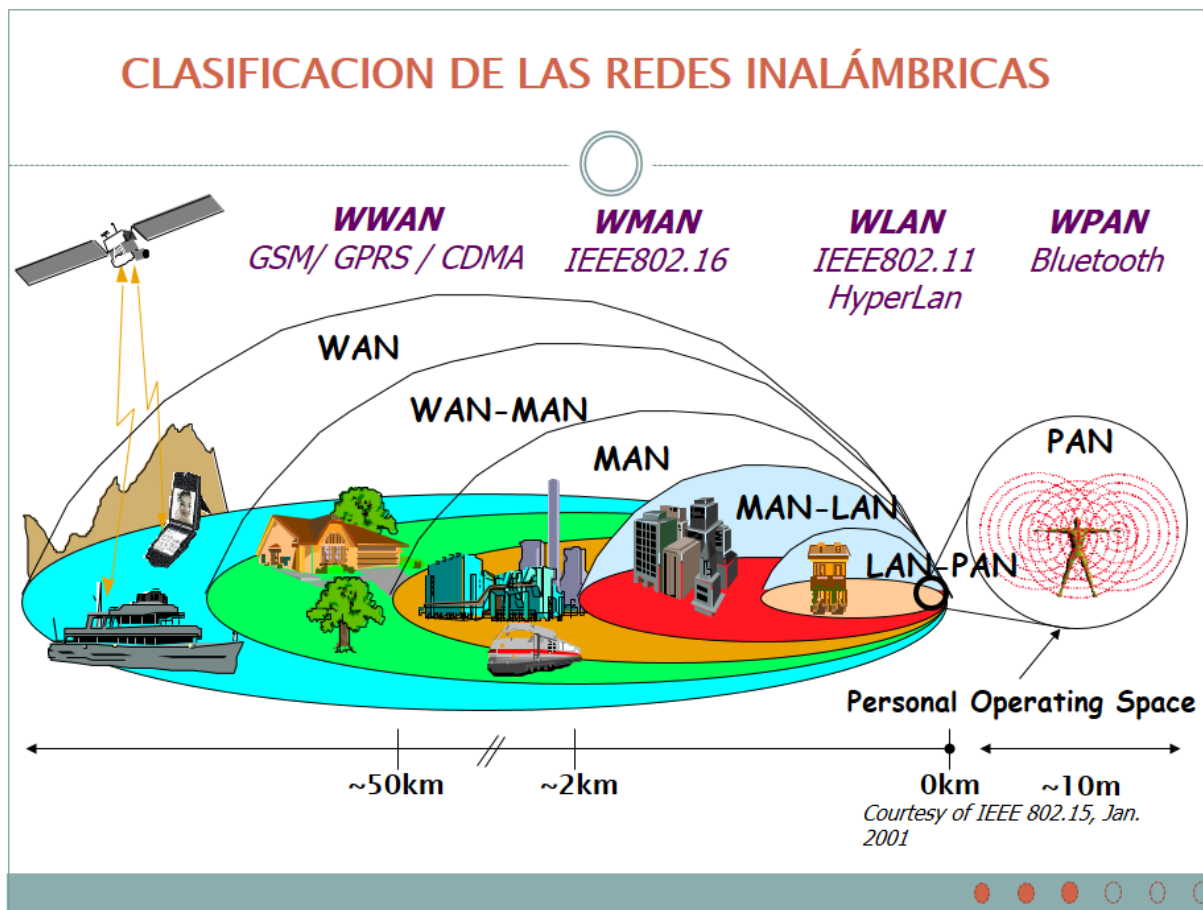 CLASIFICACION DE LAS REDES INALÁMBRICAS
WWAN
GSM/ GPRS / CDMA
WMAN
IEEE802.16
WLAN
IEEE802.11
HyperLan
WPAN
Bluetooth
WAN
WAN-MAN
MAN
MAN-LAN
LAN-PAN
PAN
Personal Operating Space
~50km
~2km
0km
~10m
Courtesy of IEEE 802.15, Jan.
2001